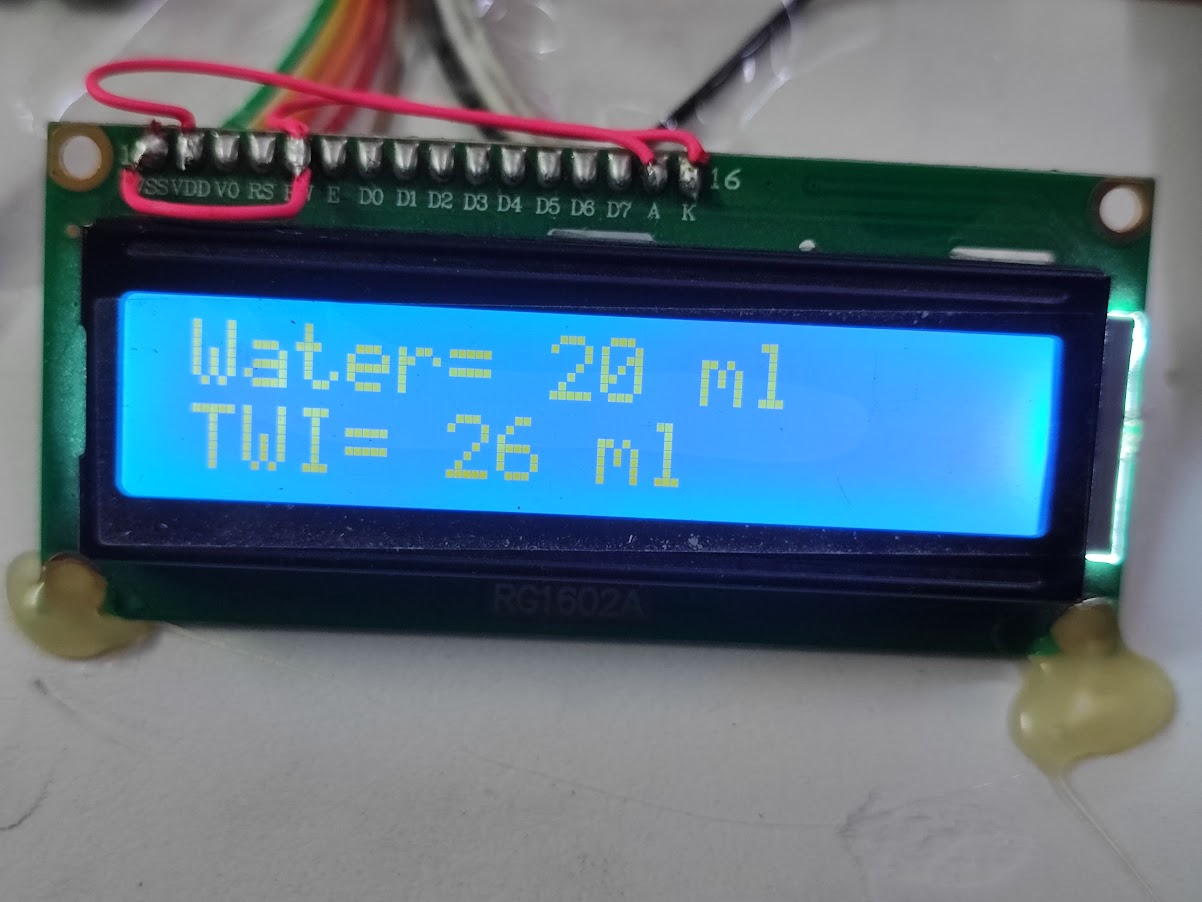 VSS VDD V0 RS RW E D0 D1 D2 D3 D4 D5 D6 D7 A K 16
Water= 20 ml
TWI= 26 ml
RG1602A